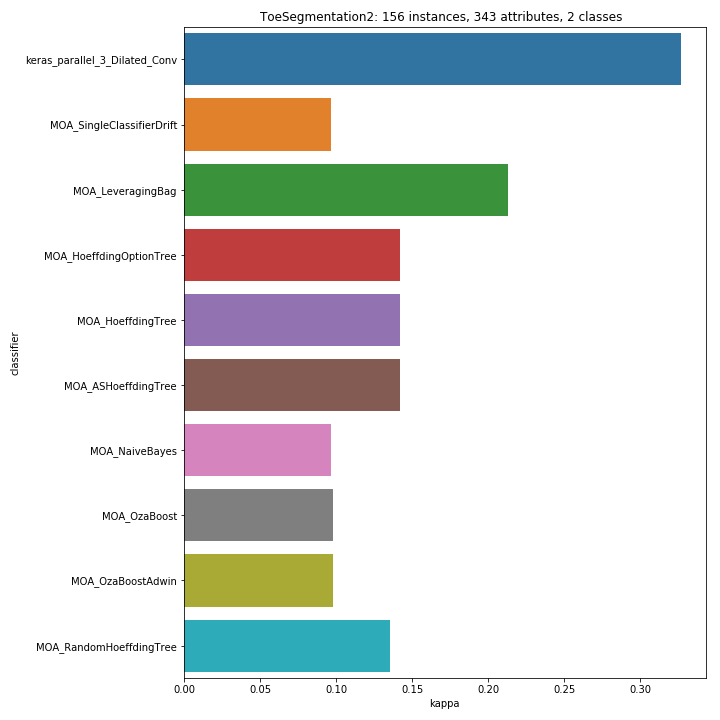 ToeSegmentation2: 156 instances, 343 attributes, 2 classes
keras_parallel_3_Dilated_Conv
MOA_SingleClassifierDrift
MOA_LeveragingBag
MOA_HoeffdingOptionTree
MOA_HoeffdingTree
MOA_ASHoeffdingTree
MOA_NaiveBayes
MOA_OzaBoost
MOA_OzaBoostAdwin
MOA_RandomHoeffdingTree
classifier
0.00 0.05 0.10 0.15 0.20 0.25 0.30
kappa